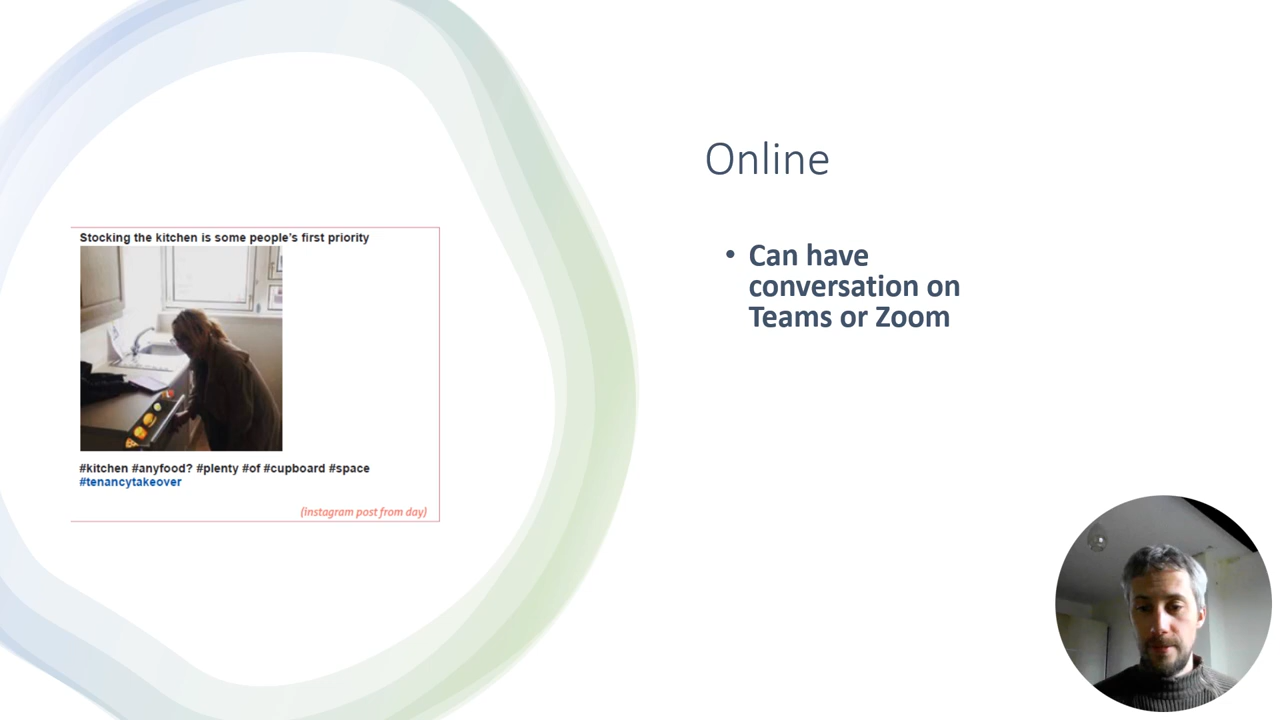 Stocking the kitchen is some people's first priority
#kitchen #anyfood? #plenty #of #cupboard #space
#tenancytakeover
(instagram post from day)
Online
• Can have
conversation on
Teams or Zoom